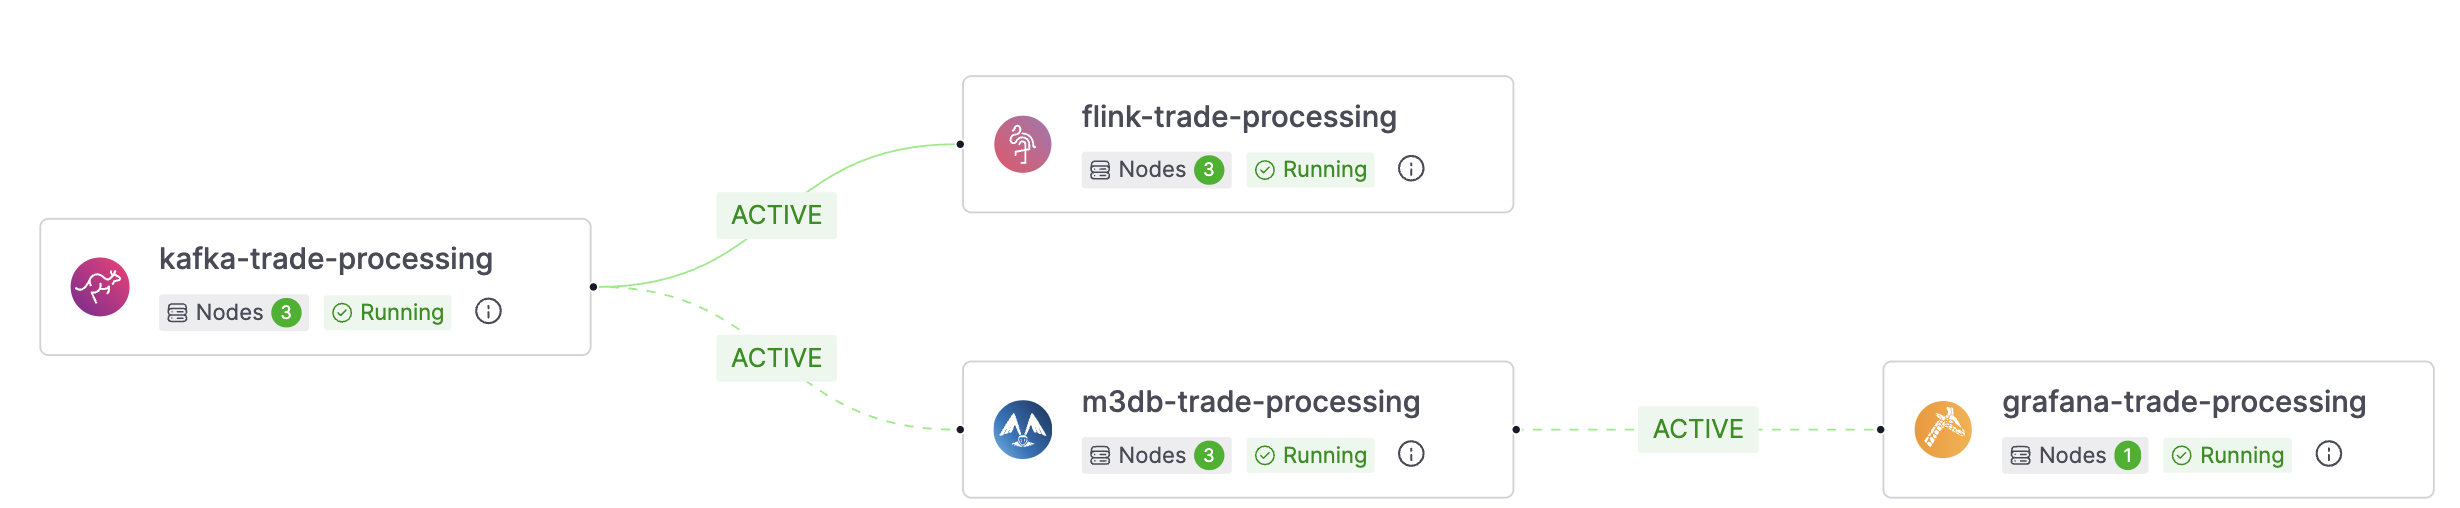 flink-trade-processing
Nodes 3 Running
ACTIVE
kafka-trade-processing
Nodes 3 Running
ACTIVE
m3db-trade-processing
Nodes 3 Running
ACTIVE
grafana-trade-processing
Nodes 1 Running